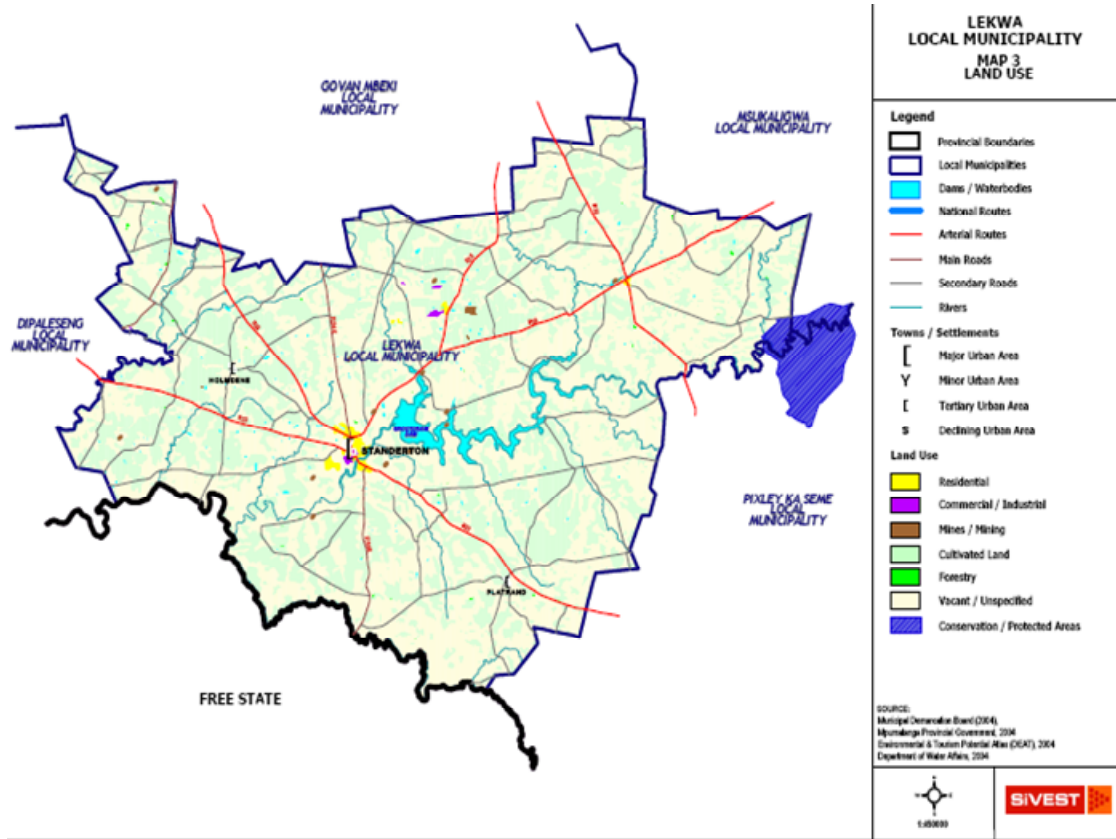 LEKWA
LOCAL MUNICIPALITY
MAP 3
LAND USE
GOVAN MBEKI
LOCAL
MUNICIPALITY
MSUKALIGWA
LOCAL MUNICIPALITY
DIPALESENG
LOCAL
MUNICIPALITY
LEKWA
LOCAL MUNICIPALITY
HOLMDENE
STANDERTON
PIXLEY KA SEME
LOCAL
MUNICIPALITY
PLATRAND
FREE STATE
Legend
Provincial Boundaries
Local Municipalities
Dams / Waterbodies
National Routes
Arterial Routes
Main Roads
Secondary Roads
Rivers
Towns / Settlements
Major Urban Area
Minor Urban Area
Tertiary Urban Area
Declining Urban Area
Land Use
Residential
Commercial / Industrial
Mines / Mining
Cultivated Land
Forestry
Vacant / Unspecified
Conservation / Protected Areas
SOURCE:
Municipal Demarcation Board (2004),
Mpumalanga Provincial Government, 2004
Environmental & Tourism Potential Atlas (DEAT), 2004
Department of Water Affairs, 2004
1:450000
SiVEST